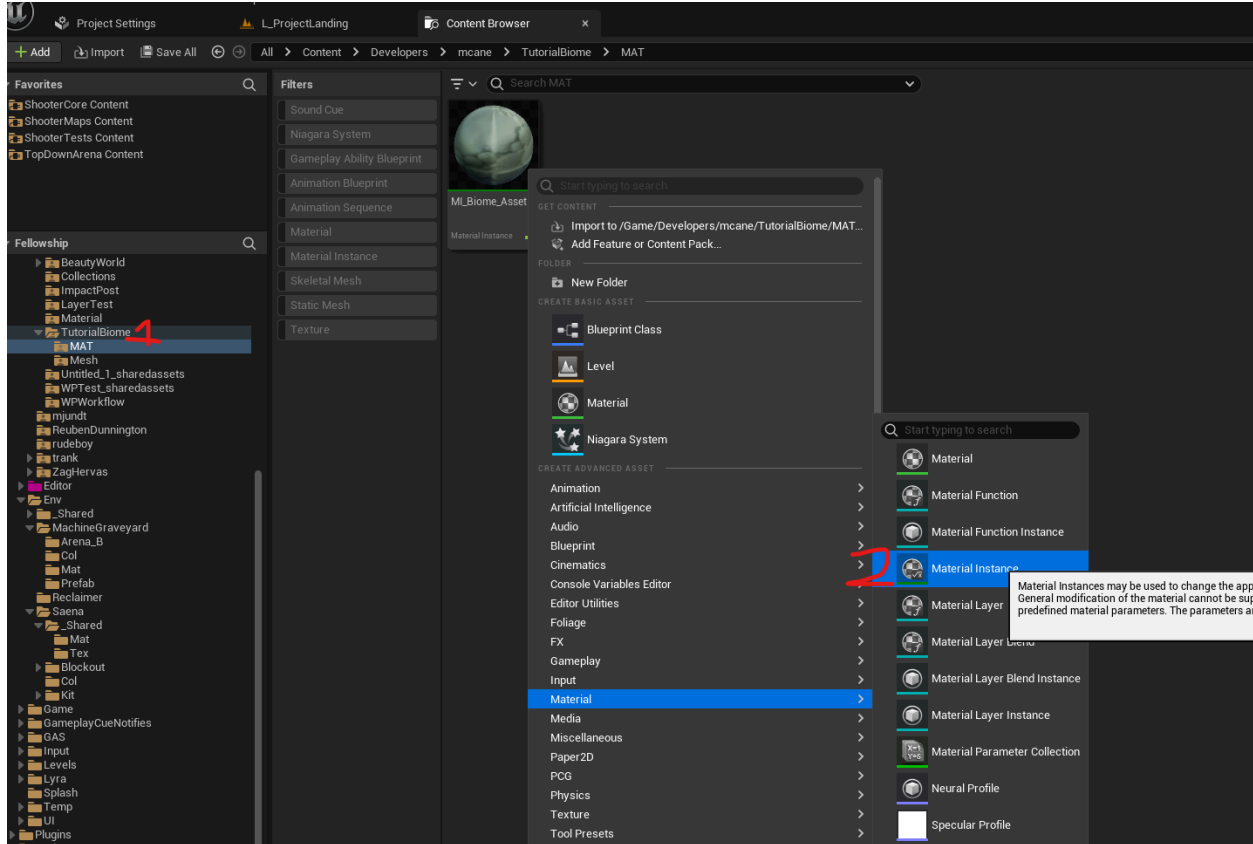 Project Settings
L_ProjectLanding
Content Browser
Add
Import
Save All
All > Content > Developers > mcane > TutorialBiome > MAT
Favorites
ShooterCore Content
ShooterMaps Content
ShooterTests Content
TopDownArena Content
Fellowship
BeautyWorld
Collections
ImpactPost
LayerTest
Material
TutorialBiome
1
MAT
Mesh
Untitled_1_sharedassets
WPTest_sharedassets
WPWorkflow
mjundt
ReubenDunnington
rudeboy
trank
ZagHervas
Editor
Env
_Shared
MachineGraveyard
Arena_B
Col
Mat
Prefab
Reclaimer
Saena
_Shared
Mat
Tex
Blockout
Col
Kit
Game
GameplayCueNotifies
GAS
Input
Levels
Lyra
Splash
Temp
UI
Plugins
Filters
Sound Cue
Niagara System
Gameplay Ability Blueprint
Animation Blueprint
Animation Sequence
Material
Material Instance
Skeletal Mesh
Static Mesh
Texture
Search MAT
MI_Biome_Asset
Material Instance
Start typing to search
GET CONTENT
Import to /Game/Developers/mcane/TutorialBiome/MAT...
Add Feature or Content Pack...
FOLDER
New Folder
CREATE BASIC ASSET
Blueprint Class
Level
Material
Niagara System
CREATE ADVANCED ASSET
Animation
Artificial Intelligence
Audio
Blueprint
Cinematics
Console Variables Editor
Editor Utilities
Foliage
FX
Gameplay
Input
Material
Media
Miscellaneous
Paper2D
PCG
Physics
Texture
Tool Presets
Start typing to search
Material
Material Function
Material Function Instance
2
Material Instance
Material Layer
Material Layer Blend
Material Layer Blend Instance
Material Layer Instance
Material Parameter Collection
Neural Profile
Specular Profile
Material Instances may be used to change the app
General modification of the material cannot be sup
predefined material parameters. The parameters a